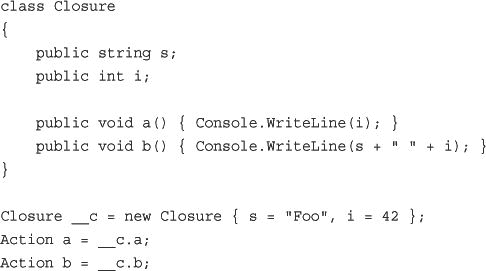 class Closure
{
    public string s;
    public int i;

    public void a() { Console.WriteLine(i); }
    public void b() { Console.WriteLine(s + " " + i); }
}

Closure __c = new Closure { s = "Foo", i = 42 };
Action a = __c.a;
Action b = __c.b;